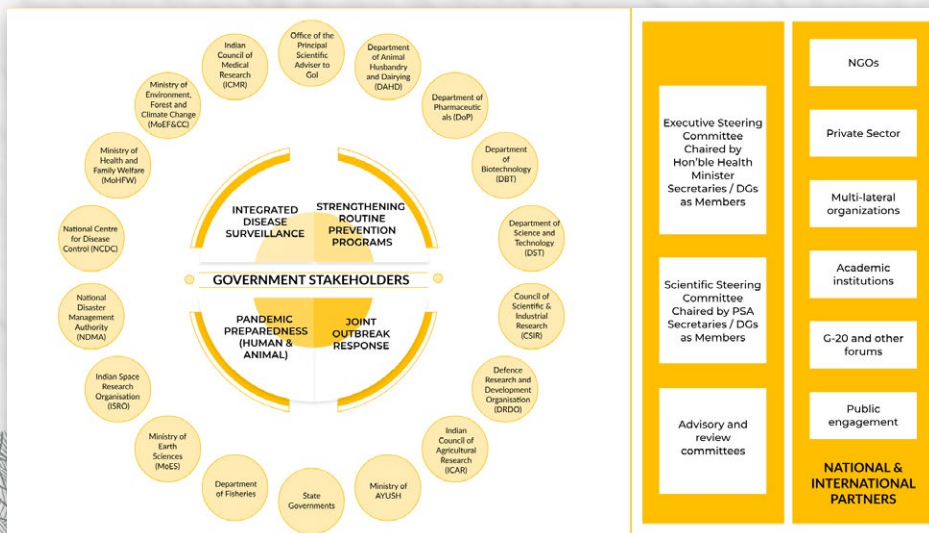 Office of the
Principal
Scientific
Adviser to
GoI
Department
of Animal
Husbandry
and Dairying
(DAHD)
Department of
Pharmaceutic
als (DoP)
Department
of
Biotechnology
(DBT)
Department of
Science and
Technology
(DST)
Council of
Scientific &
Industrial
Research
(CSIR)
Defence
Research and
Development
Organisation
(DRDO)
Indian
Council of
Agricultural
Research
(ICAR)
Ministry of
AYUSH
State
Governments
Department
of Fisheries
Ministry of
Earth
Sciences
(MoES)
Indian Space
Research
Organisation
(ISRO)
National
Disaster
Management
Authority
(NDMA)
National Centre
for Disease
Control (NCDC)
Ministry of
Health and
Family Welfare
(MoHFW)
Ministry of
Environment,
Forest and
Climate Change
(MoEF&CC)
Indian
Council of
Medical
Research
(ICMR)
INTEGRATED
DISEASE
SURVEILLANCE
STRENGTHENING
ROUTINE
PREVENTION
PROGRAMS
GOVERNMENT STAKEHOLDERS
PANDEMIC
PREPAREDNESS
(HUMAN &
ANIMAL)
JOINT
OUTBREAK
RESPONSE
Executive Steering
Committee
Chaired by
Hon'ble Health
Minister
Secretaries / DGs
as Members
Scientific Steering
Committee
Chaired by PSA
Secretaries / DGs
as Members
Advisory and
review
committees
NGOs
Private Sector
Multi-lateral
organizations
Academic
institutions
G-20 and other
forums
Public
engagement
NATIONAL &
INTERNATIONAL
PARTNERS